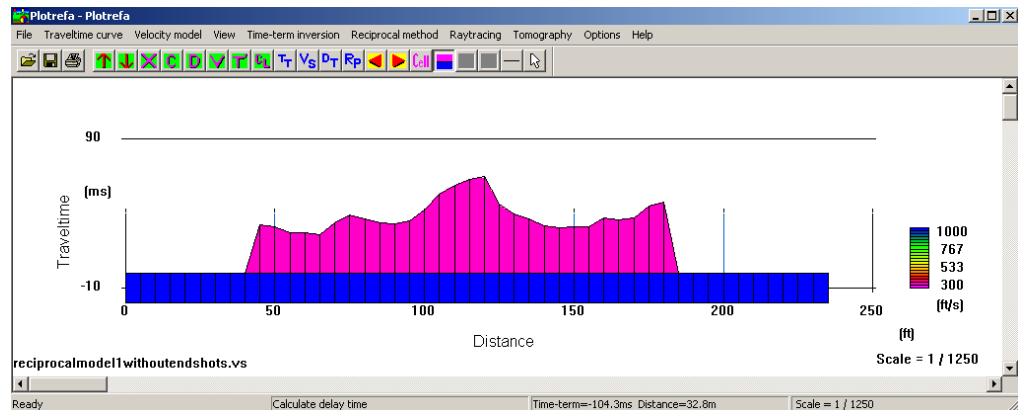 Plotrefa - Plotrefa
File Traveltime curve Velocity model View Time-term inversion Reciprocal method Raytracing Tomography Options Help
C D CL TT VS DT RP Cell
90
(ms)
Traveltime
-10
0 50 100 150 200 250
(ft)
Distance
1000
767
533
300
(ft/s)
reciprocalmodel1withoutendshots.vs
Scale = 1 / 1250
Ready Calculate delay time Time-term=-104.3ms Distance=32.8m Scale = 1 / 1250